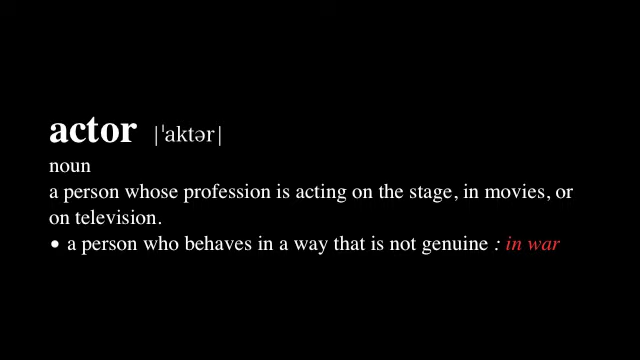 actor |ˈaktər|
noun
a person whose profession is acting on the stage, in movies, or
on television.
• a person who behaves in a way that is not genuine : in war